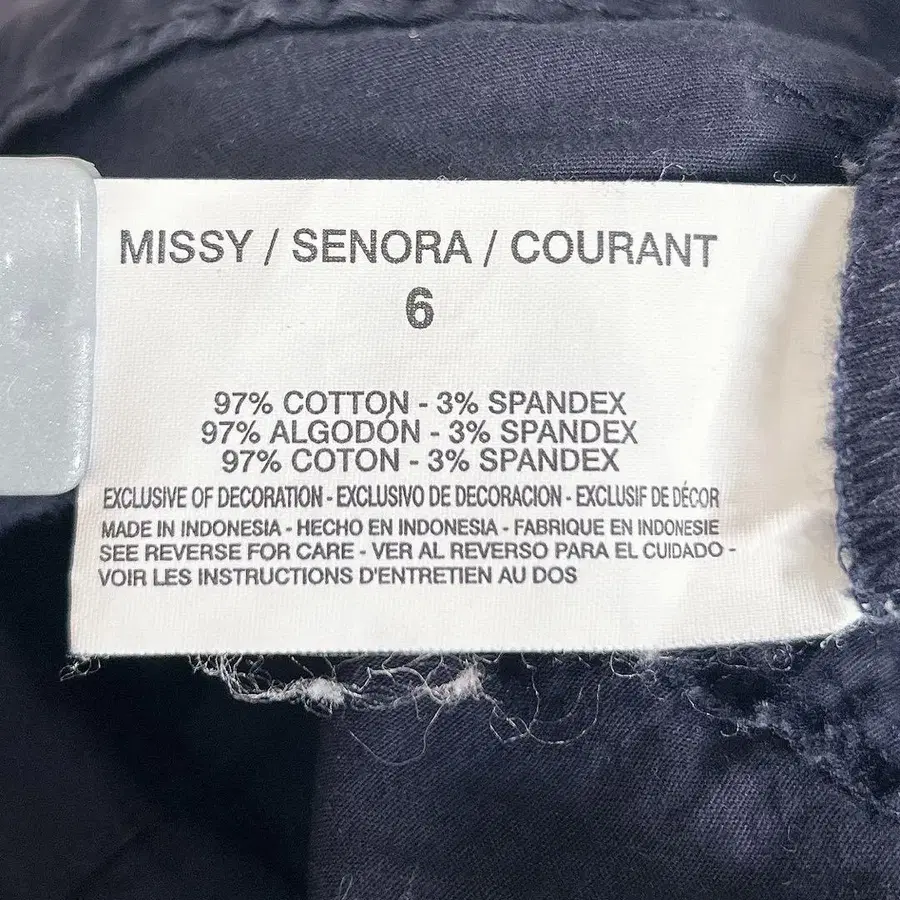 MISSY / SENORA / COURANT
6
97% COTTON - 3% SPANDEX
97% ALGODÓN - 3% SPANDEX
97% COTON - 3% SPANDEX
EXCLUSIVE OF DECORATION - EXCLUSIVO DE DECORACION - EXCLUSIF DE DÉCOR
MADE IN INDONESIA - HECHO EN INDONESIA - FABRIQUE EN INDONESIE
SEE REVERSE FOR CARE - VER AL REVERSO PARA EL CUIDADO -
VOIR LES INSTRUCTIONS D'ENTRETIEN AU DOS